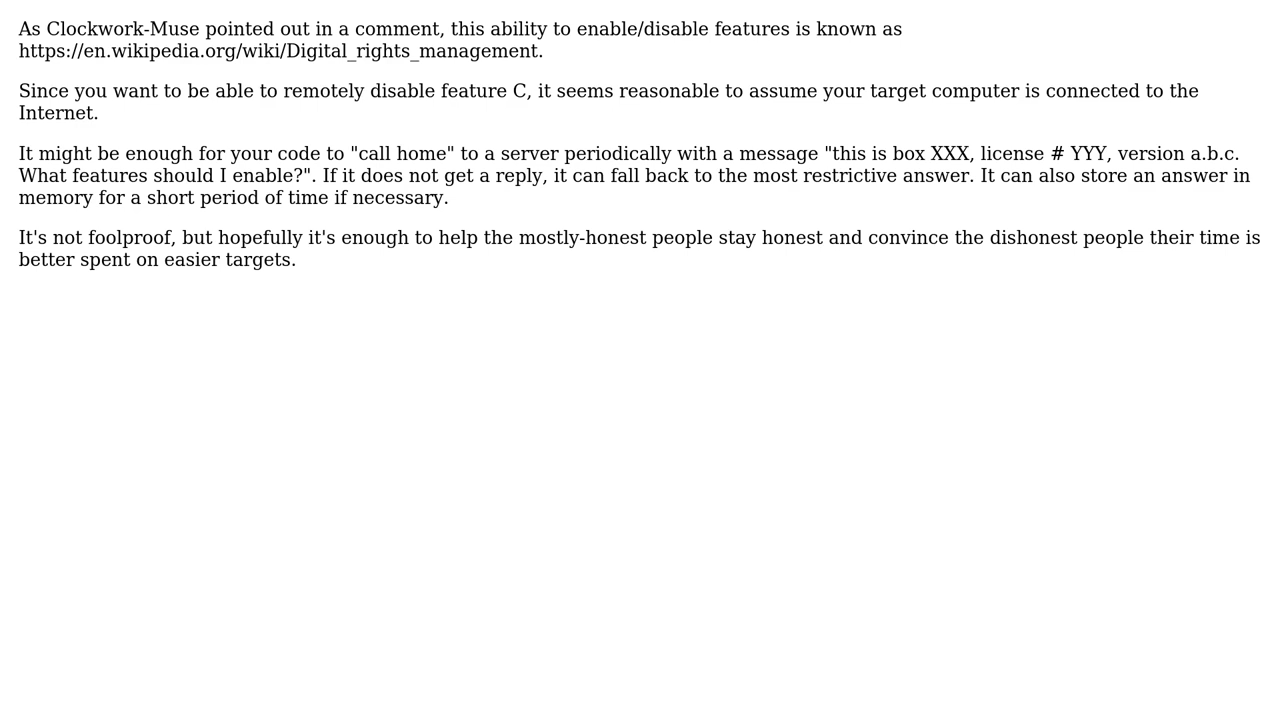 As Clockwork-Muse pointed out in a comment, this ability to enable/disable features is known as
https://en.wikipedia.org/wiki/Digital_rights_management.
Since you want to be able to remotely disable feature C, it seems reasonable to assume your target computer is connected to the
Internet.
It might be enough for your code to "call home" to a server periodically with a message "this is box XXX, license # YYY, version a.b.c.
What features should I enable?". If it does not get a reply, it can fall back to the most restrictive answer. It can also store an answer in
memory for a short period of time if necessary.
It's not foolproof, but hopefully it's enough to help the mostly-honest people stay honest and convince the dishonest people their time is
better spent on easier targets.